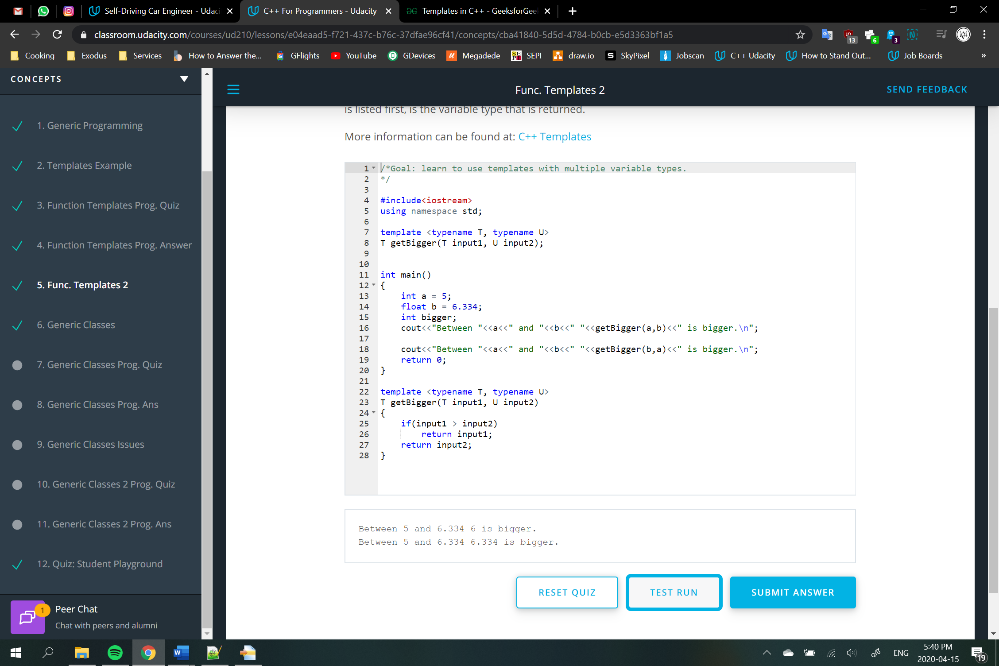 Self-Driving Car Engineer - Udaci
C++ For Programmers - Udacity
Templates in C++ - GeeksforGeek
classroom.udacity.com/courses/ud210/lessons/e04eaad5-f721-437c-b76c-37dfae96cf41/concepts/cba41840-5d5d-4784-b0cb-e5d3363bf1a5
13
6
3
Cooking
Exodus
Services
How to Answer the...
GFlights
YouTube
GDevices
Megadede
SEPI
draw.io
SkyPixel
Jobscan
C++ Udacity
How to Stand Out...
Job Boards
»
CONCEPTS
1. Generic Programming
2. Templates Example
3. Function Templates Prog. Quiz
4. Function Templates Prog. Answer
5. Func. Templates 2
6. Generic Classes
7. Generic Classes Prog. Quiz
8. Generic Classes Prog. Ans
9. Generic Classes Issues
10. Generic Classes 2 Prog. Quiz
11. Generic Classes 2 Prog. Ans
12. Quiz: Student Playground
1
Peer Chat
Chat with peers and alumni
Func. Templates 2
SEND FEEDBACK
is listed first, is the variable type that is returned.
More information can be found at: C++ Templates
1 /*Goal: learn to use templates with multiple variable types.
2 */
3
4 #include<iostream>
5 using namespace std;
6
7 template <typename T, typename U>
8 T getBigger(T input1, U input2);
9
10
11 int main()
12 {
13     int a = 5;
14     float b = 6.334;
15     int bigger;
16     cout<<"Between "<<a<<" and "<<b<<" "<<getBigger(a,b)<<" is bigger.\n";
17
18     cout<<"Between "<<a<<" and "<<b<<" "<<getBigger(b,a)<<" is bigger.\n";
19     return 0;
20 }
21
22 template <typename T, typename U>
23 T getBigger(T input1, U input2)
24 {
25     if(input1 > input2)
26         return input1;
27     return input2;
28 }
Between 5 and 6.334 6 is bigger.
Between 5 and 6.334 6.334 is bigger.
RESET QUIZ
TEST RUN
SUBMIT ANSWER
ENG
5:40 PM
2020-04-15
19